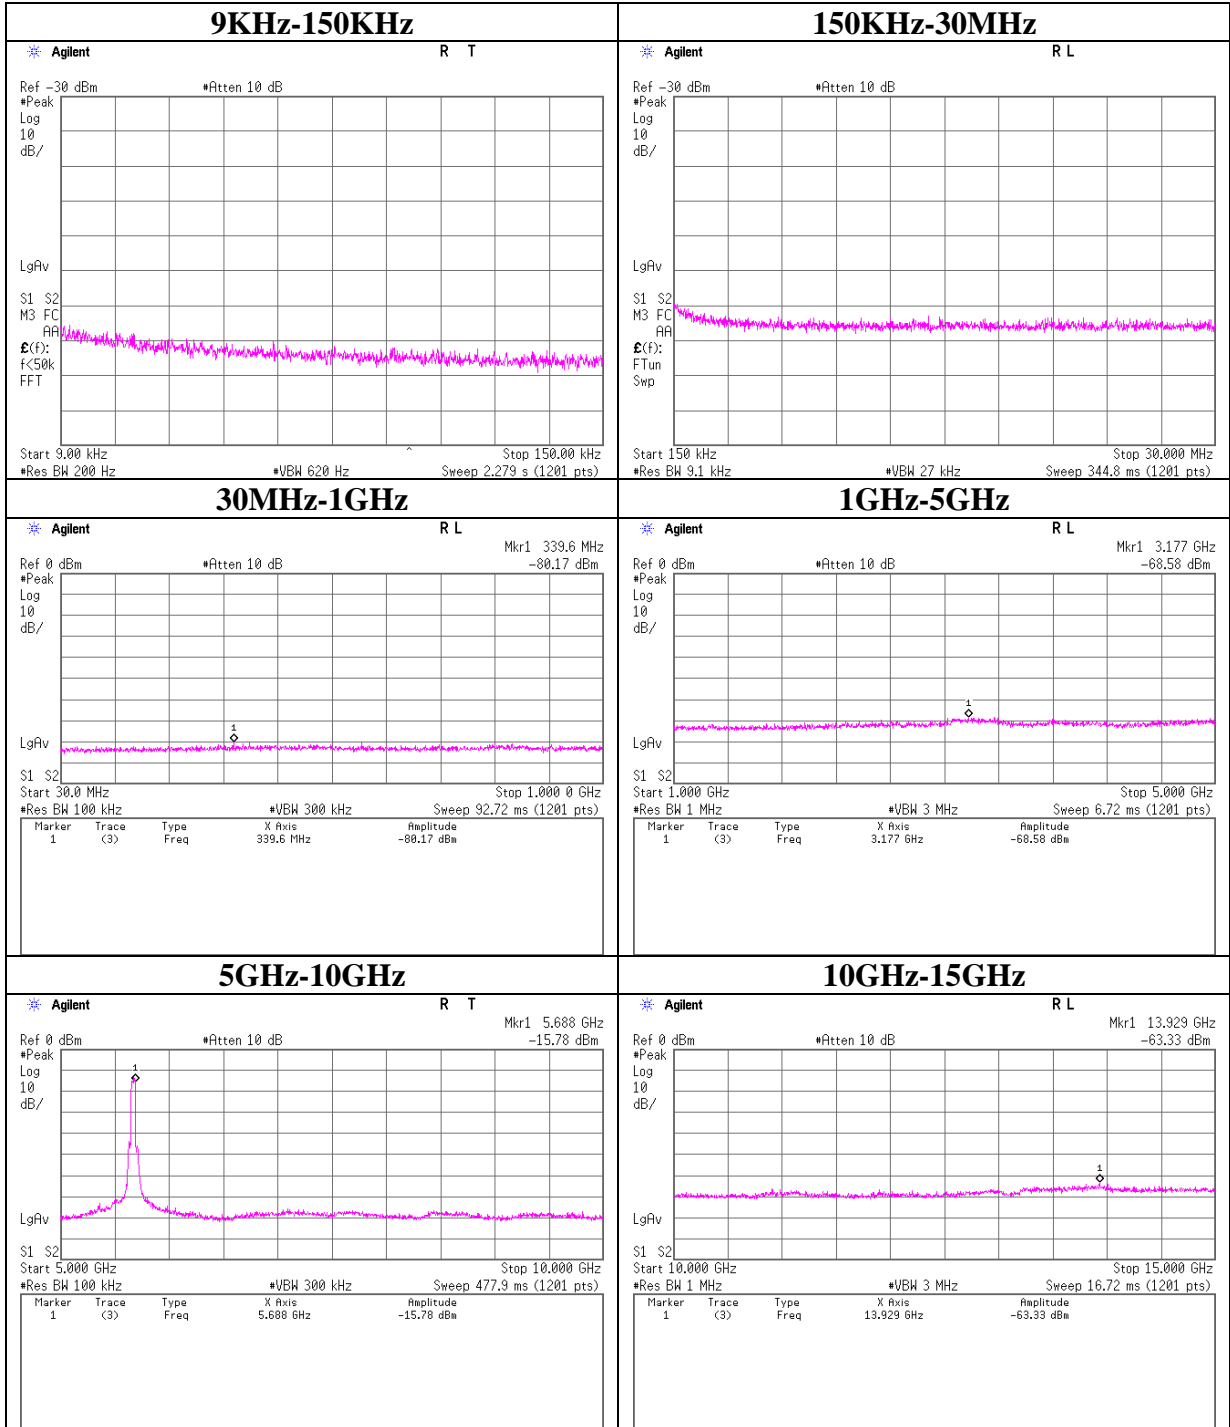 9KHz-150KHz
Agilent R T
Ref −30 dBm #Atten 10 dB
#Peak
Log
10
dB/
LgAv
S1 S2
M3 FC
AA
£(f):
f<50k
FFT
Start 9.00 kHz ^ Stop 150.00 kHz
#Res BW 200 Hz #VBW 620 Hz Sweep 2.279 s (1201 pts)
150KHz-30MHz
Agilent R L
Ref −30 dBm #Atten 10 dB
#Peak
Log
10
dB/
LgAv
S1 S2
M3 FC
AA
£(f):
FTun
Swp
Start 150 kHz Stop 30.000 MHz
#Res BW 9.1 kHz #VBW 27 kHz Sweep 344.8 ms (1201 pts)
30MHz-1GHz
Agilent R L
Mkr1 339.6 MHz
Ref 0 dBm #Atten 10 dB −80.17 dBm
#Peak
Log
10
dB/
1
LgAv
S1 S2
Start 30.0 MHz Stop 1.000 0 GHz
#Res BW 100 kHz #VBW 300 kHz Sweep 92.72 ms (1201 pts)
Marker Trace Type X Axis Amplitude
1 (3) Freq 339.6 MHz −80.17 dBm
1GHz-5GHz
Agilent R L
Mkr1 3.177 GHz
Ref 0 dBm #Atten 10 dB −68.58 dBm
#Peak
Log
10
dB/
1
LgAv
S1 S2
Start 1.000 GHz Stop 5.000 GHz
#Res BW 1 MHz #VBW 3 MHz Sweep 6.72 ms (1201 pts)
Marker Trace Type X Axis Amplitude
1 (3) Freq 3.177 GHz −68.58 dBm
5GHz-10GHz
Agilent R T
Mkr1 5.688 GHz
Ref 0 dBm #Atten 10 dB −15.78 dBm
#Peak
Log
10
dB/
1
LgAv
S1 S2
Start 5.000 GHz Stop 10.000 GHz
#Res BW 100 kHz #VBW 300 kHz Sweep 477.9 ms (1201 pts)
Marker Trace Type X Axis Amplitude
1 (3) Freq 5.688 GHz −15.78 dBm
10GHz-15GHz
Agilent R L
Mkr1 13.929 GHz
Ref 0 dBm #Atten 10 dB −63.33 dBm
#Peak
Log
10
dB/
1
LgAv
S1 S2
Start 10.000 GHz Stop 15.000 GHz
#Res BW 1 MHz #VBW 3 MHz Sweep 16.72 ms (1201 pts)
Marker Trace Type X Axis Amplitude
1 (3) Freq 13.929 GHz −63.33 dBm